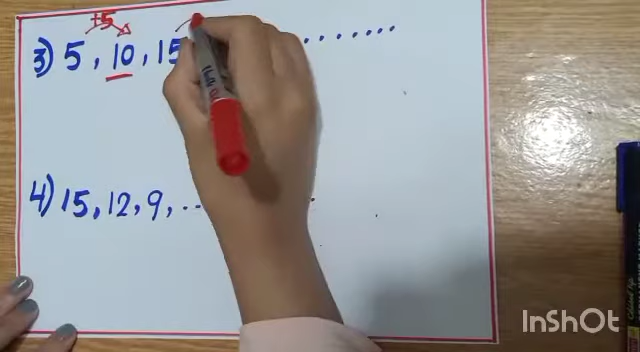 +5
3) 5, 10, 15 ........
4) 15, 12, 9, ..
InShOt